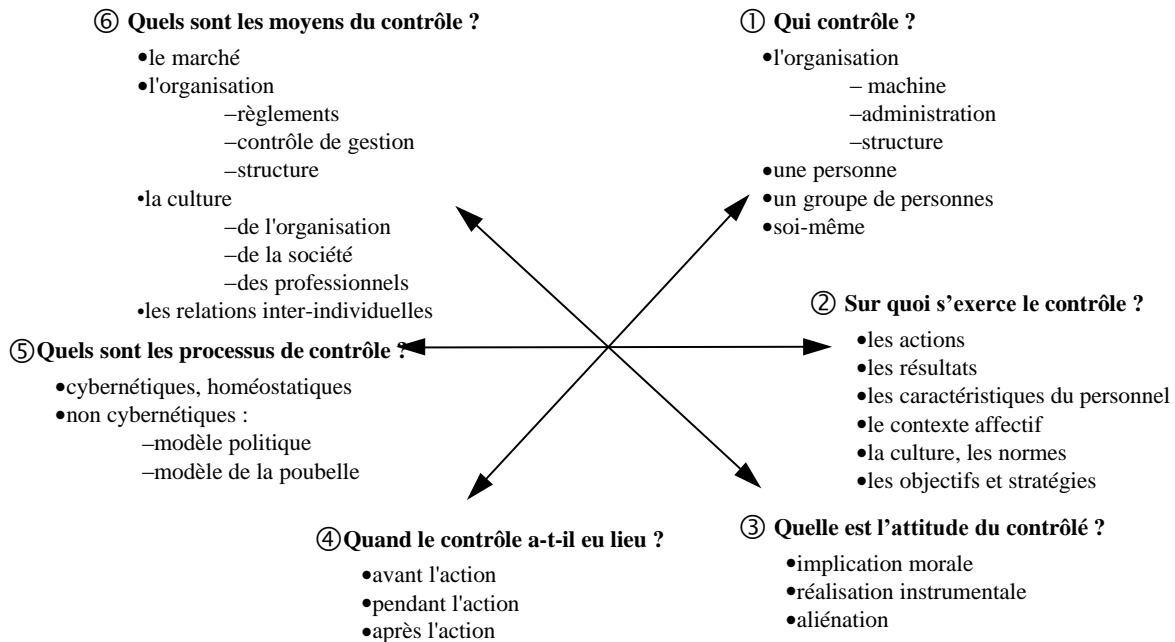 ⑥ Quels sont les moyens du contrôle ?
•le marché
•l'organisation
–règlements
–contrôle de gestion
–structure
•la culture
–de l'organisation
–de la société
–des professionnels
•les relations inter-individuelles
① Qui contrôle ?
•l'organisation
– machine
–administration
–structure
•une personne
•un groupe de personnes
•soi-même
② Sur quoi s’exerce le contrôle ?
•les actions
•les résultats
•les caractéristiques du personnel
•le contexte affectif
•la culture, les normes
•les objectifs et stratégies
⑤Quels sont les processus de contrôle ?
•cybernétiques, homéostatiques
•non cybernétiques :
–modèle politique
–modèle de la poubelle
④Quand le contrôle a-t-il eu lieu ?
•avant l'action
•pendant l'action
•après l'action
③ Quelle est l’attitude du contrôlé ?
•implication morale
•réalisation instrumentale
•aliénation